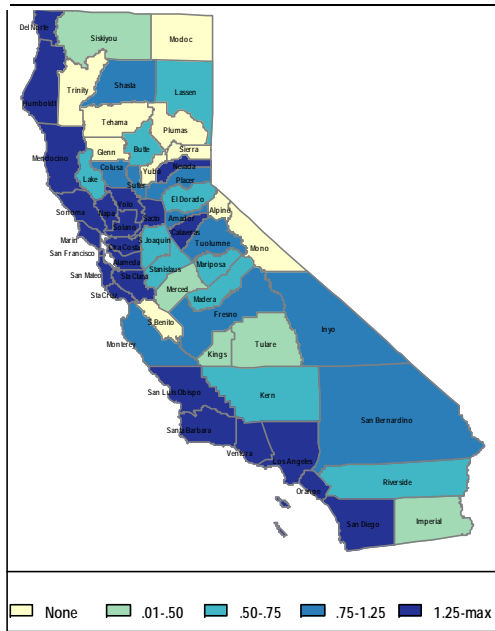 Del Norte
Siskiyou
Modoc
Trinity
Shasta
Lassen
Humboldt
Tehama
Plumas
Mendocino
Glenn
Butte
Sierra
Lake
Colusa
Yuba
Nevada
Sutter
Placer
Sonoma
Napa
Yolo
El Dorado
Alpine
Solano
Sacto
Amador
Calaveras
Marin
Ctra Costa
S Joaquin
Tuolumne
Mono
San Francisco
Alameda
San Mateo
Sta Clara
Stanislaus
Mariposa
Sta Cruz
Merced
Madera
S Benito
Fresno
Inyo
Monterey
Kings
Tulare
San Luis Obispo
Kern
San Bernardino
Santa Barbara
Ventura
Los Angeles
Orange
Riverside
San Diego
Imperial
None .01-.50 .50-.75 .75-1.25 1.25-max